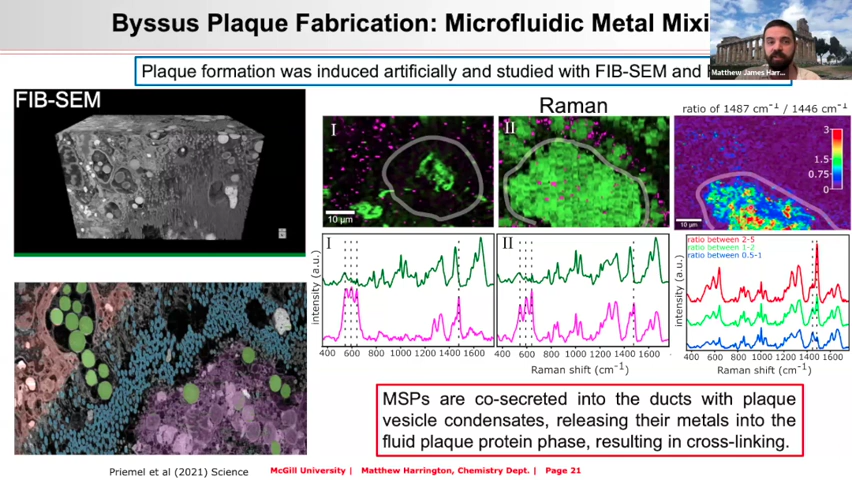 Byssus Plaque Fabrication: Microfluidic Metal Mixi
Plaque formation was induced artificially and studied with FIB-SEM and
Matthew James Harr...
FIB-SEM
Raman
ratio of 1487 cm⁻¹ / 1446 cm⁻¹
I
10 µm
II
3
1.5
0.75
0
10 µm
intensity (a.u.)
I
400 600 800 1000 1200 1400 1600
II
400 600 800 1000 1200 1400 1600
Raman shift (cm⁻¹)
intensity (a.u.)
ratio between 2-5
ratio between 1-2
ratio between 0.5-1
400 600 800 1000 1200 1400 1600
Raman shift (cm⁻¹)
MSPs are co-secreted into the ducts with plaque
vesicle condensates, releasing their metals into the
fluid plaque protein phase, resulting in cross-linking.
Priemel et al (2021) Science
McGill University | Matthew Harrington, Chemistry Dept. | Page 21